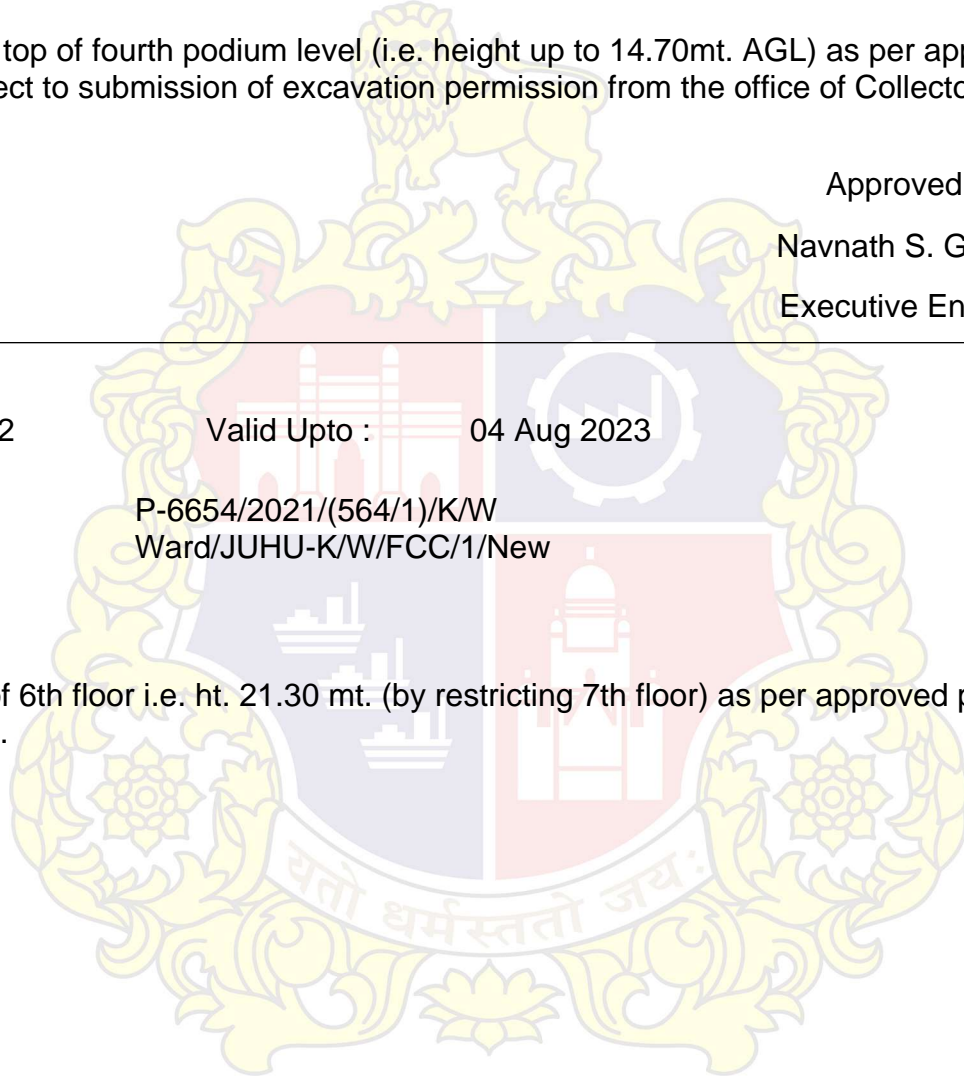 top of fourth podium level (i.e. height up to 14.70mt. AGL) as per app
ect to submission of excavation permission from the office of Collecto
Approved
Navnath S. G
Executive En
2 Valid Upto : 04 Aug 2023
P-6654/2021/(564/1)/K/W
Ward/JUHU-K/W/FCC/1/New
f 6th floor i.e. ht. 21.30 mt. (by restricting 7th floor) as per approved p
.
यतो धर्मस्ततो जय: